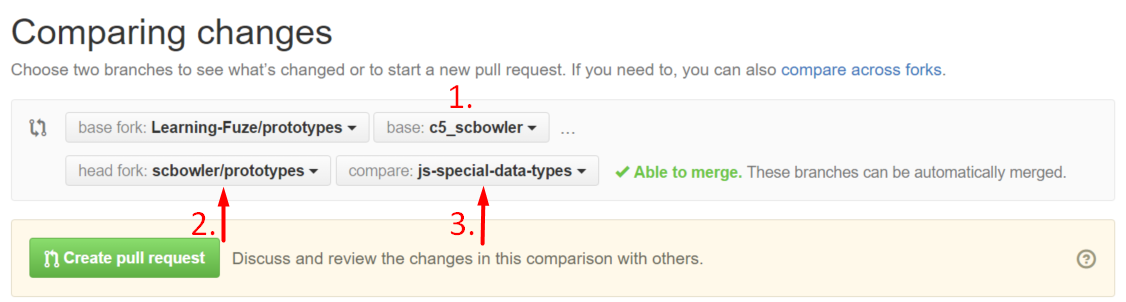 Comparing changes
Choose two branches to see what's changed or to start a new pull request. If you need to, you can also compare across forks.
1.
base fork: Learning-Fuze/prototypes base: c5_scbowler ...
head fork: scbowler/prototypes compare: js-special-data-types Able to merge. These branches can be automatically merged.
2. 3.
Create pull request Discuss and review the changes in this comparison with others. ?